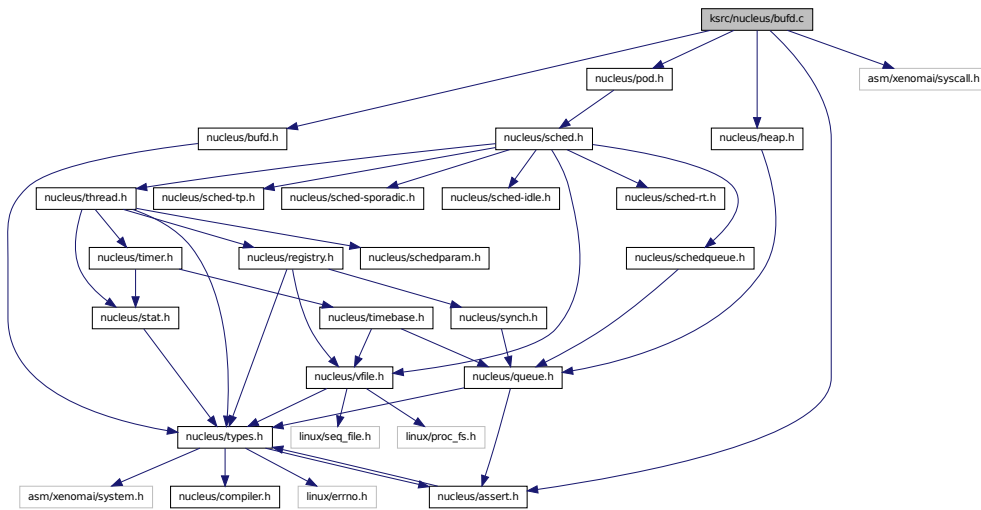 ksrc/nucleus/bufd.c
nucleus/pod.h
asm/xenomai/syscall.h
nucleus/bufd.h
nucleus/sched.h
nucleus/heap.h
nucleus/thread.h
nucleus/sched-tp.h
nucleus/sched-sporadic.h
nucleus/sched-idle.h
nucleus/sched-rt.h
nucleus/timer.h
nucleus/registry.h
nucleus/schedparam.h
nucleus/schedqueue.h
nucleus/stat.h
nucleus/timebase.h
nucleus/synch.h
nucleus/vfile.h
nucleus/queue.h
nucleus/types.h
linux/seq_file.h
linux/proc_fs.h
asm/xenomai/system.h
nucleus/compiler.h
linux/errno.h
nucleus/assert.h